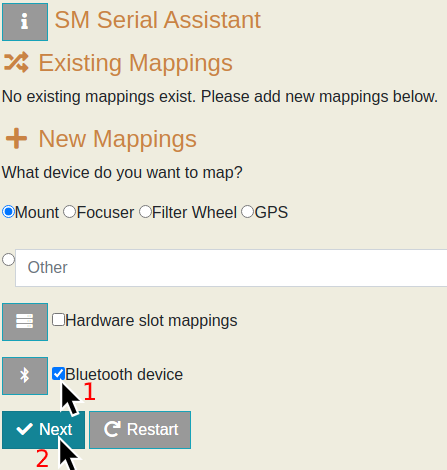 SM Serial Assistant
Existing Mappings
No existing mappings exist. Please add new mappings below.
New Mappings
What device do you want to map?
Mount Focuser Filter Wheel GPS
Other
Hardware slot mappings
Bluetooth device
1
Next Restart
2